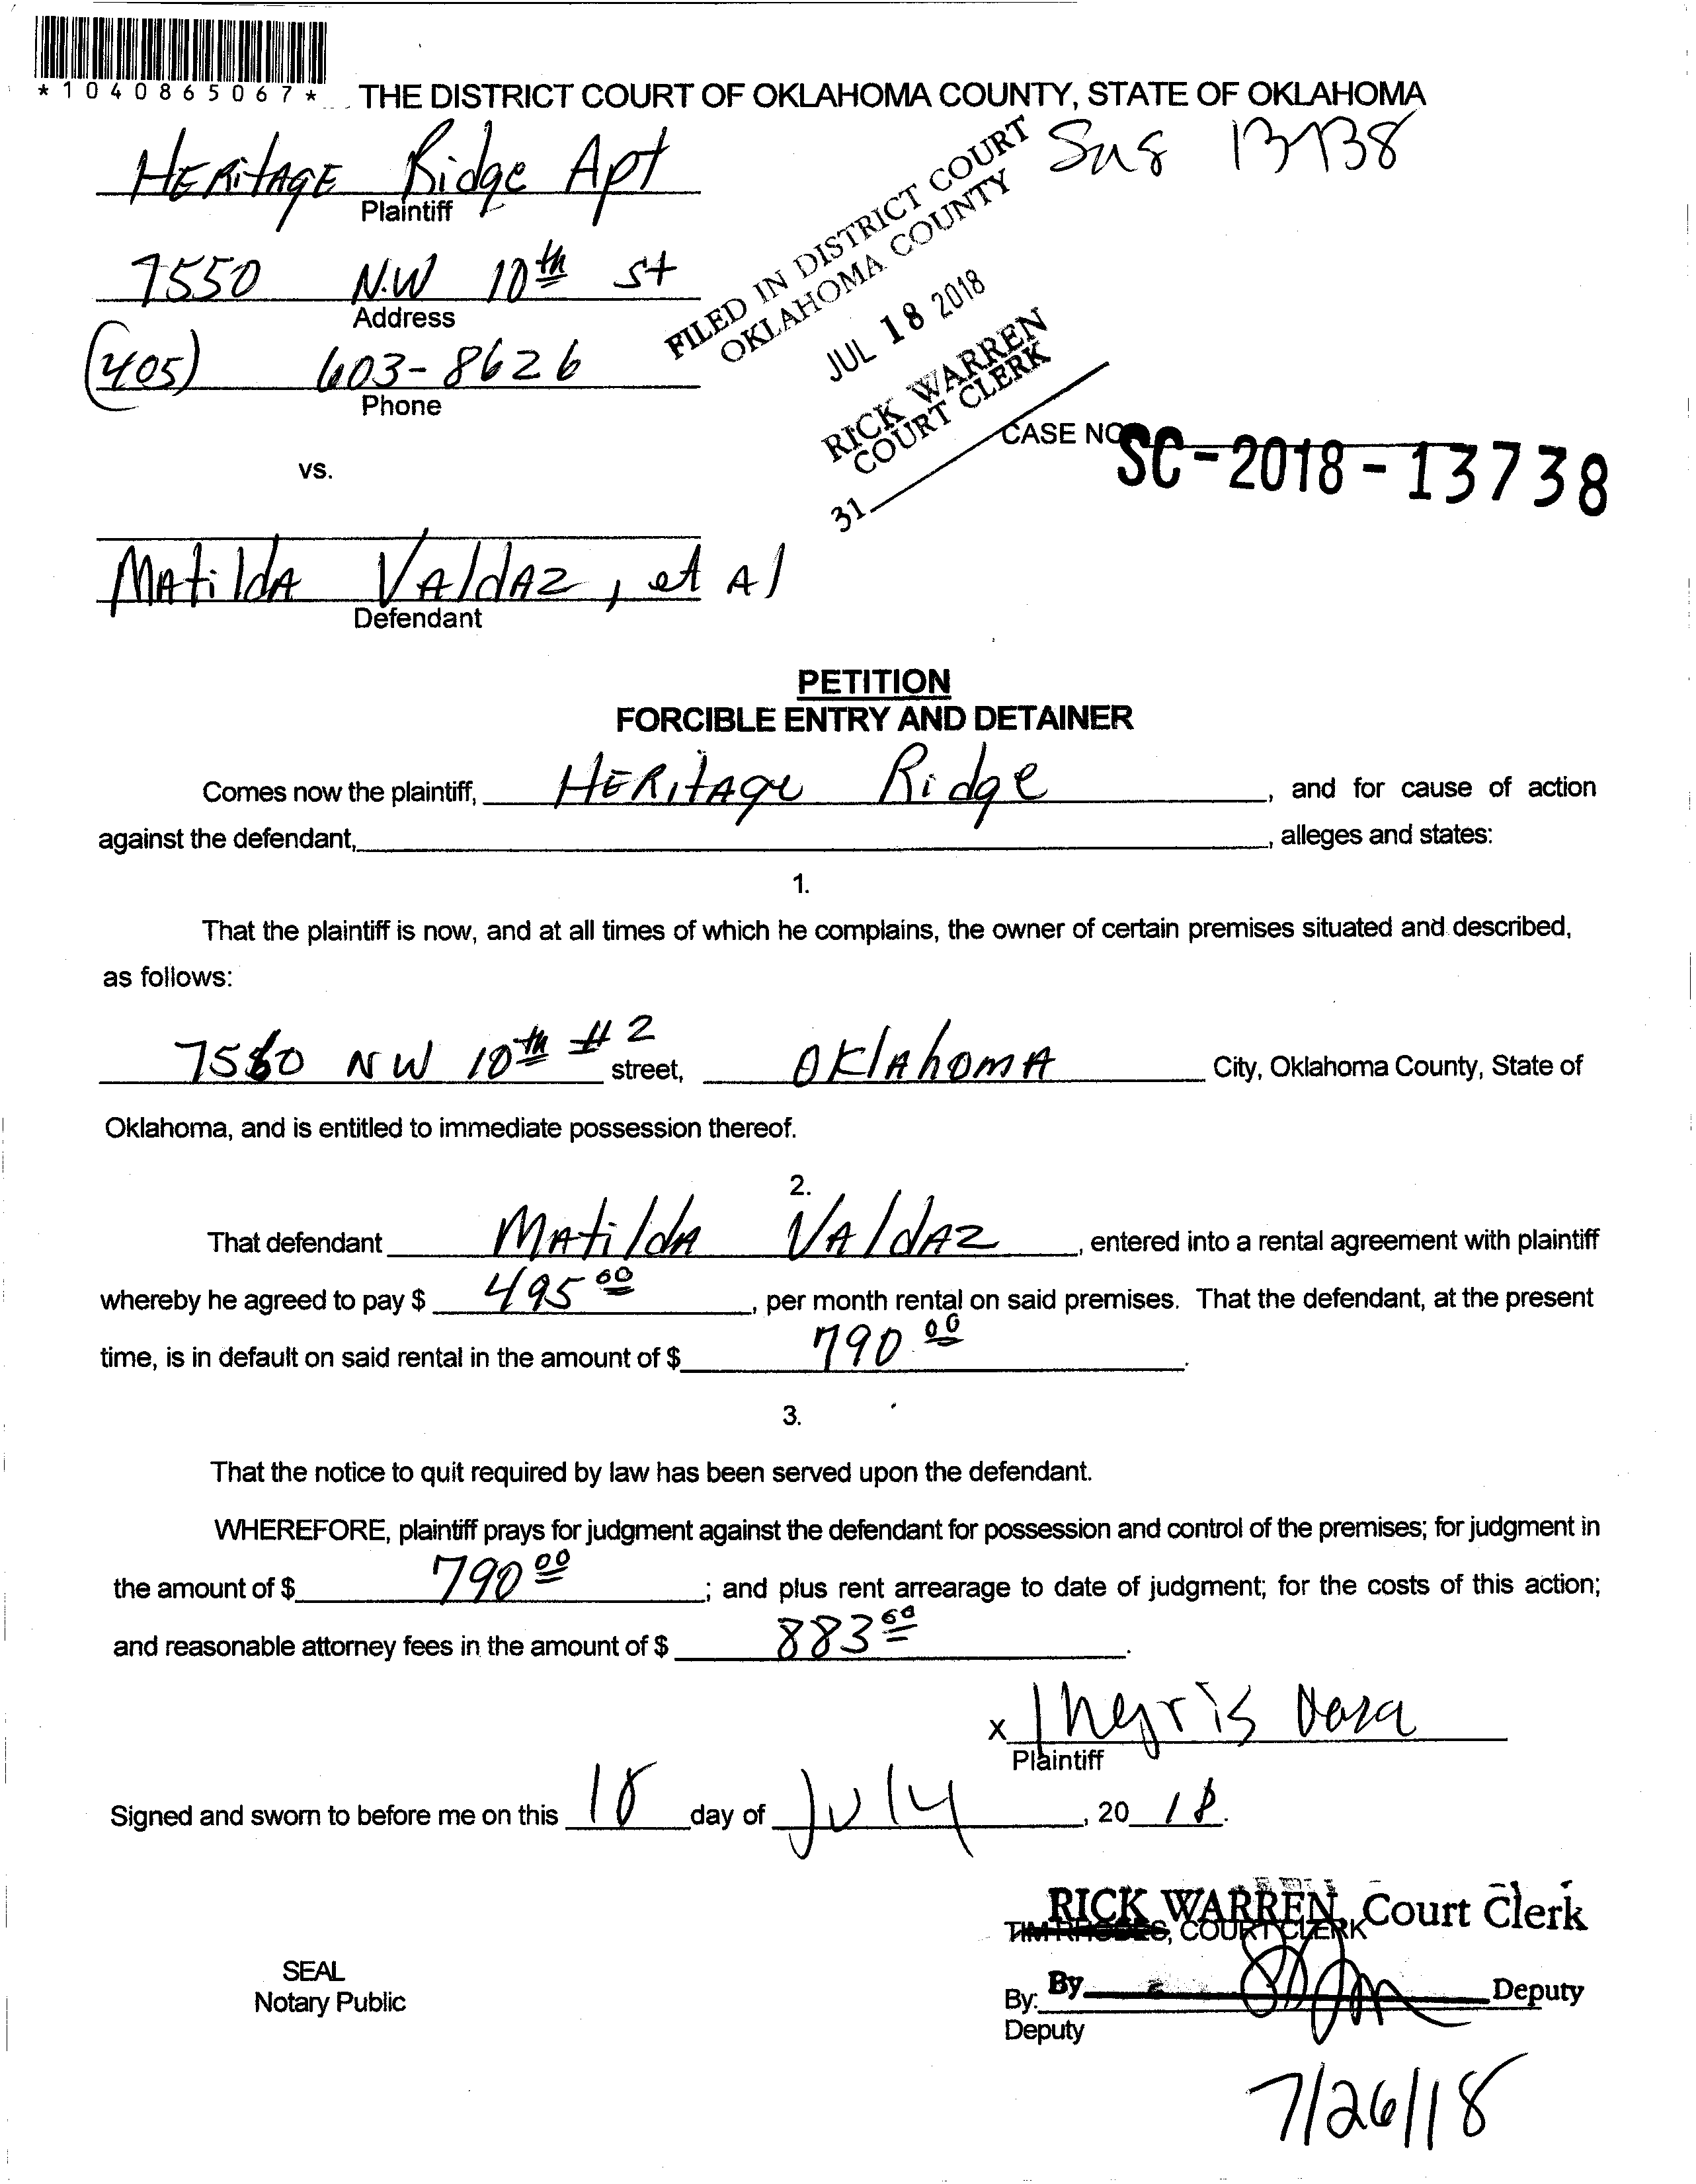 *1040865067*
THE DISTRICT COURT OF OKLAHOMA COUNTY, STATE OF OKLAHOMA
HERitAGE Ridge Apt
Plaintiff
7550 N.W 10th st
Address
(405) 603-8626
Phone
FILED IN DISTRICT COURT
OKLAHOMA COUNTY
JUL 18 2018
RICK WARREN
COURT CLERK
31
13738
CASE NO
SC-2018-13738
vs.
MAtildA VAldAz, et Al
Defendant
PETITION
FORCIBLE ENTRY AND DETAINER
Comes now the plaintiff, HERitAge Ridge, and for cause of action
against the defendant, , alleges and states:
1.
That the plaintiff is now, and at all times of which he complains, the owner of certain premises situated and described,
as follows:
NW 10th # 2 street, OklAhomA City, Oklahoma County, State of
Oklahoma, and is entitled to immediate possession thereof.
2.
That defendant MAtildA VAldAz, entered into a rental agreement with plaintiff
whereby he agreed to pay $ 495 00, per month rental on said premises. That the defendant, at the present
time, is in default on said rental in the amount of $ 790 00.
3.
That the notice to quit required by law has been served upon the defendant.
WHEREFORE, plaintiff prays for judgment against the defendant for possession and control of the premises; for judgment in
the amount of $ 790 00; and plus rent arrearage to date of judgment; for the costs of this action;
and reasonable attorney fees in the amount of $ 883.
x
Plaintiff
Signed and sworn to before me on this 18 day of July, 20 18.
RICK WARREN, Court Clerk
TIM RHODES, COURT CLERK
SEAL
Notary Public
By: By Deputy
Deputy
7/26/18